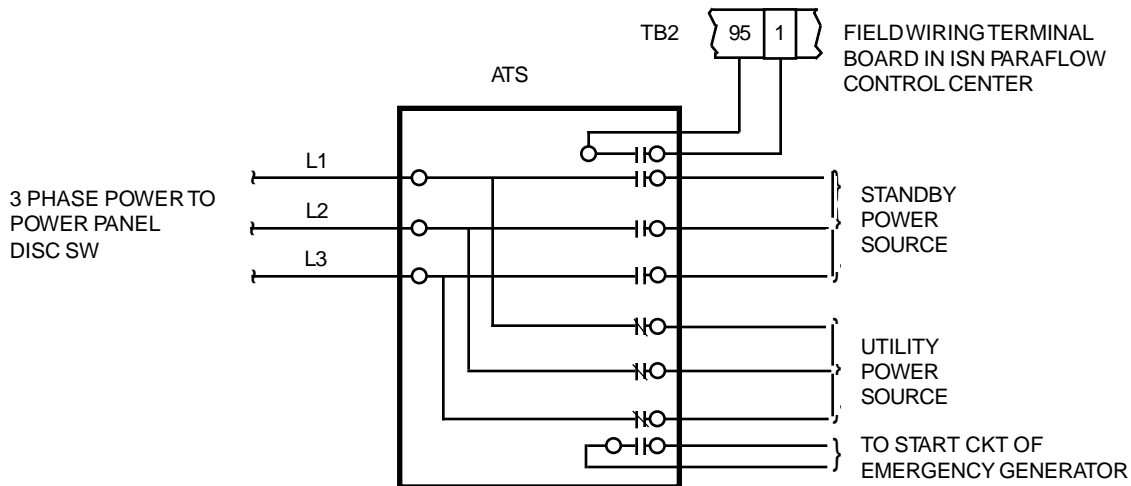 TB2
95
1
FIELD WIRING TERMINAL
BOARD IN ISN PARAFLOW
CONTROL CENTER
ATS
L1
L2
L3
3 PHASE POWER TO
POWER PANEL
DISC SW
STANDBY
POWER
SOURCE
UTILITY
POWER
SOURCE
TO START CKT OF
EMERGENCY GENERATOR